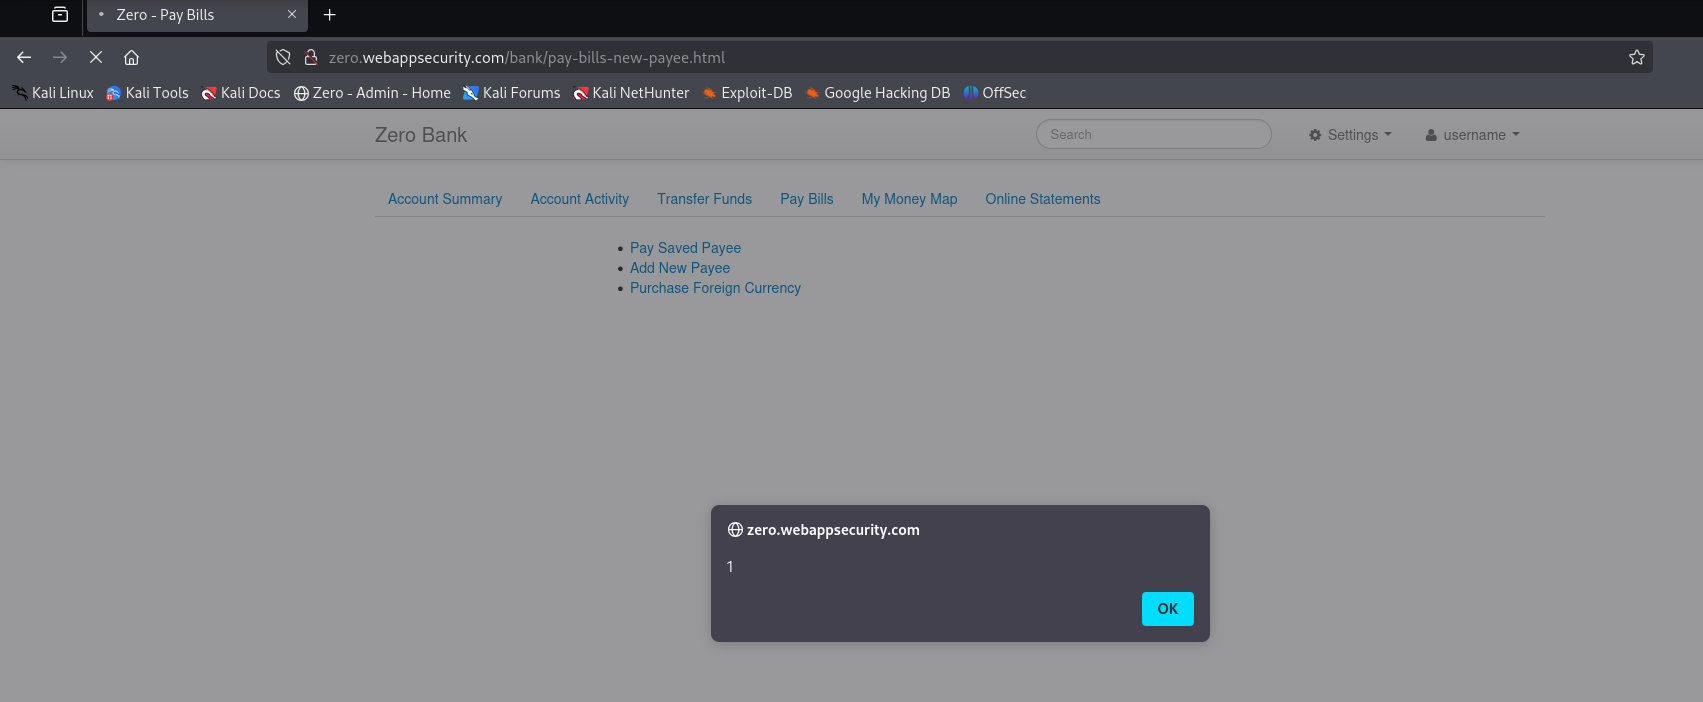 Zero - Pay Bills
zero.webappsecurity.com/bank/pay-bills-new-payee.html
Kali Linux Kali Tools Kali Docs Zero - Admin - Home Kali Forums Kali NetHunter Exploit-DB Google Hacking DB OffSec
Zero Bank Search Settings username
Account Summary Account Activity Transfer Funds Pay Bills My Money Map Online Statements
Pay Saved Payee
Add New Payee
Purchase Foreign Currency
zero.webappsecurity.com
1
OK